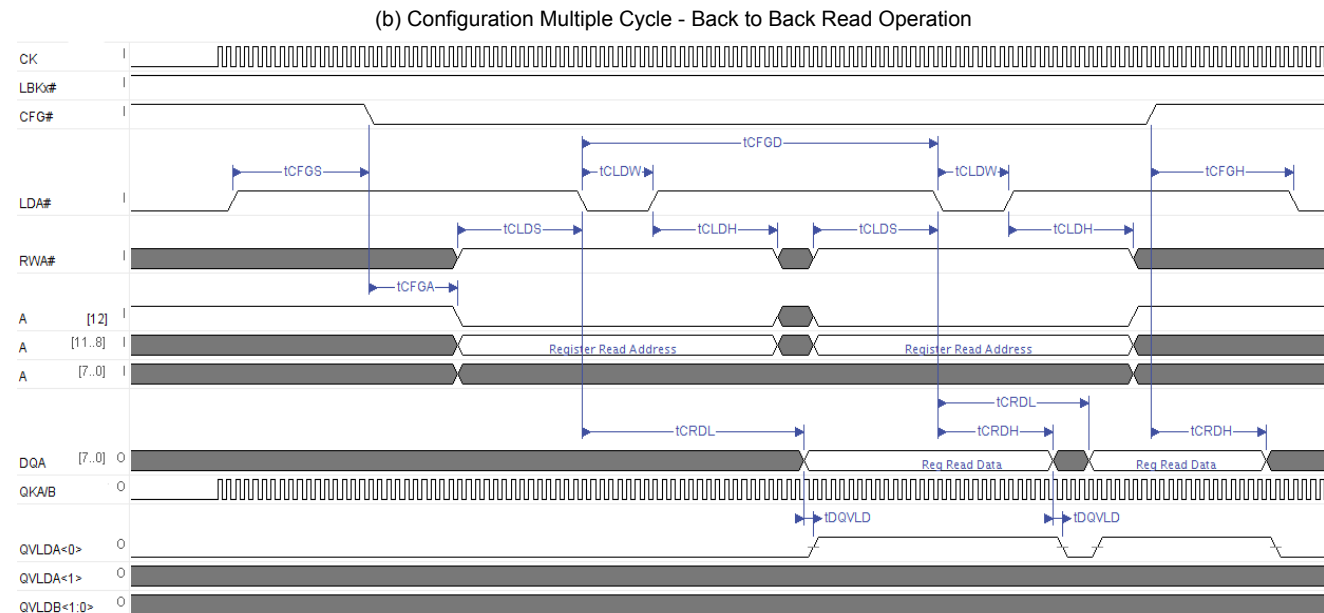 (b) Configuration Multiple Cycle - Back to Back Read Operation
CK I
LBKx# I
CFG# I
tCFGD
tCFGS tCLDW tCLDW tCFGH
LDA# I
tCLDS tCLDH tCLDS tCLDH
RWA# I
tCFGA
A [12] I
A [11..8] I Register Read Address Register Read Address
A [7..0] I
tCRDL
tCRDL tCRDH tCRDH
DQA [7..0] O Reg Read Data Reg Read Data
QKA/B O
tDQVLD tDQVLD
QVLDA<0> O
QVLDA<1> O
QVLDB<1:0> O